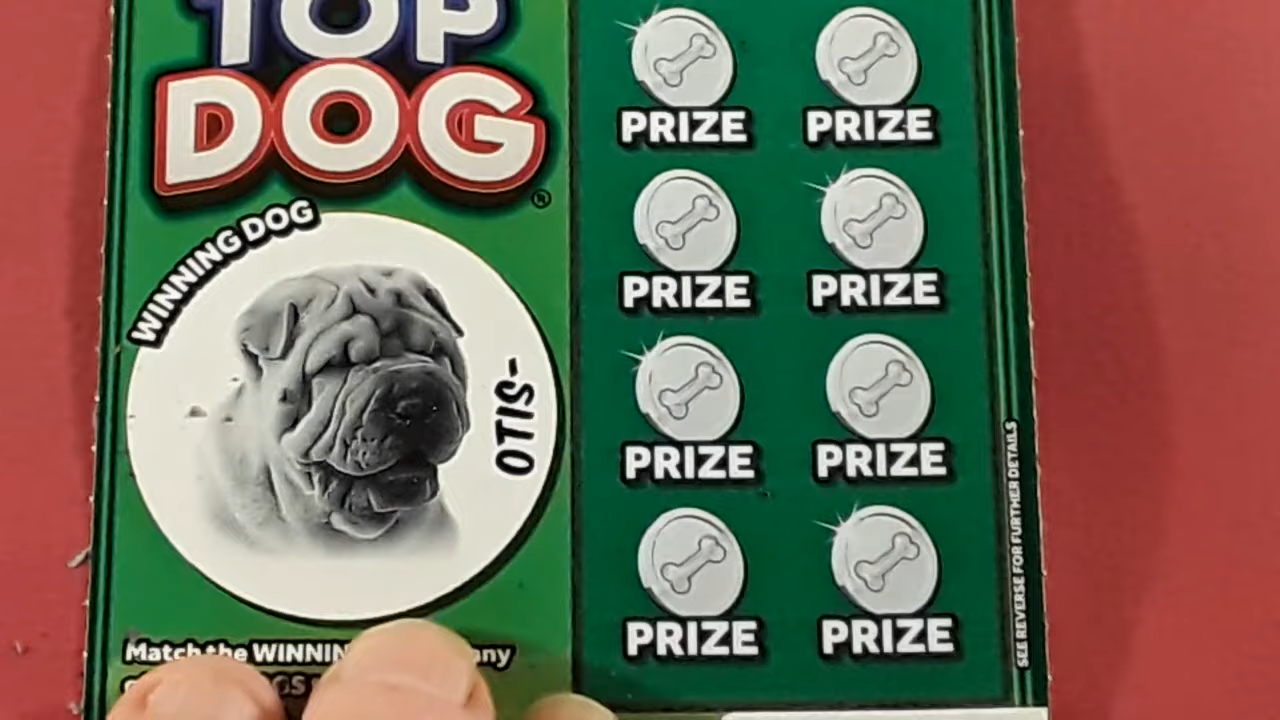 TOP
DOG®
WINNING DOG
OTIS-
PRIZE PRIZE
PRIZE PRIZE
PRIZE PRIZE
PRIZE PRIZE
Match the any
SEE REVERSE FOR FURTHER DETAILS